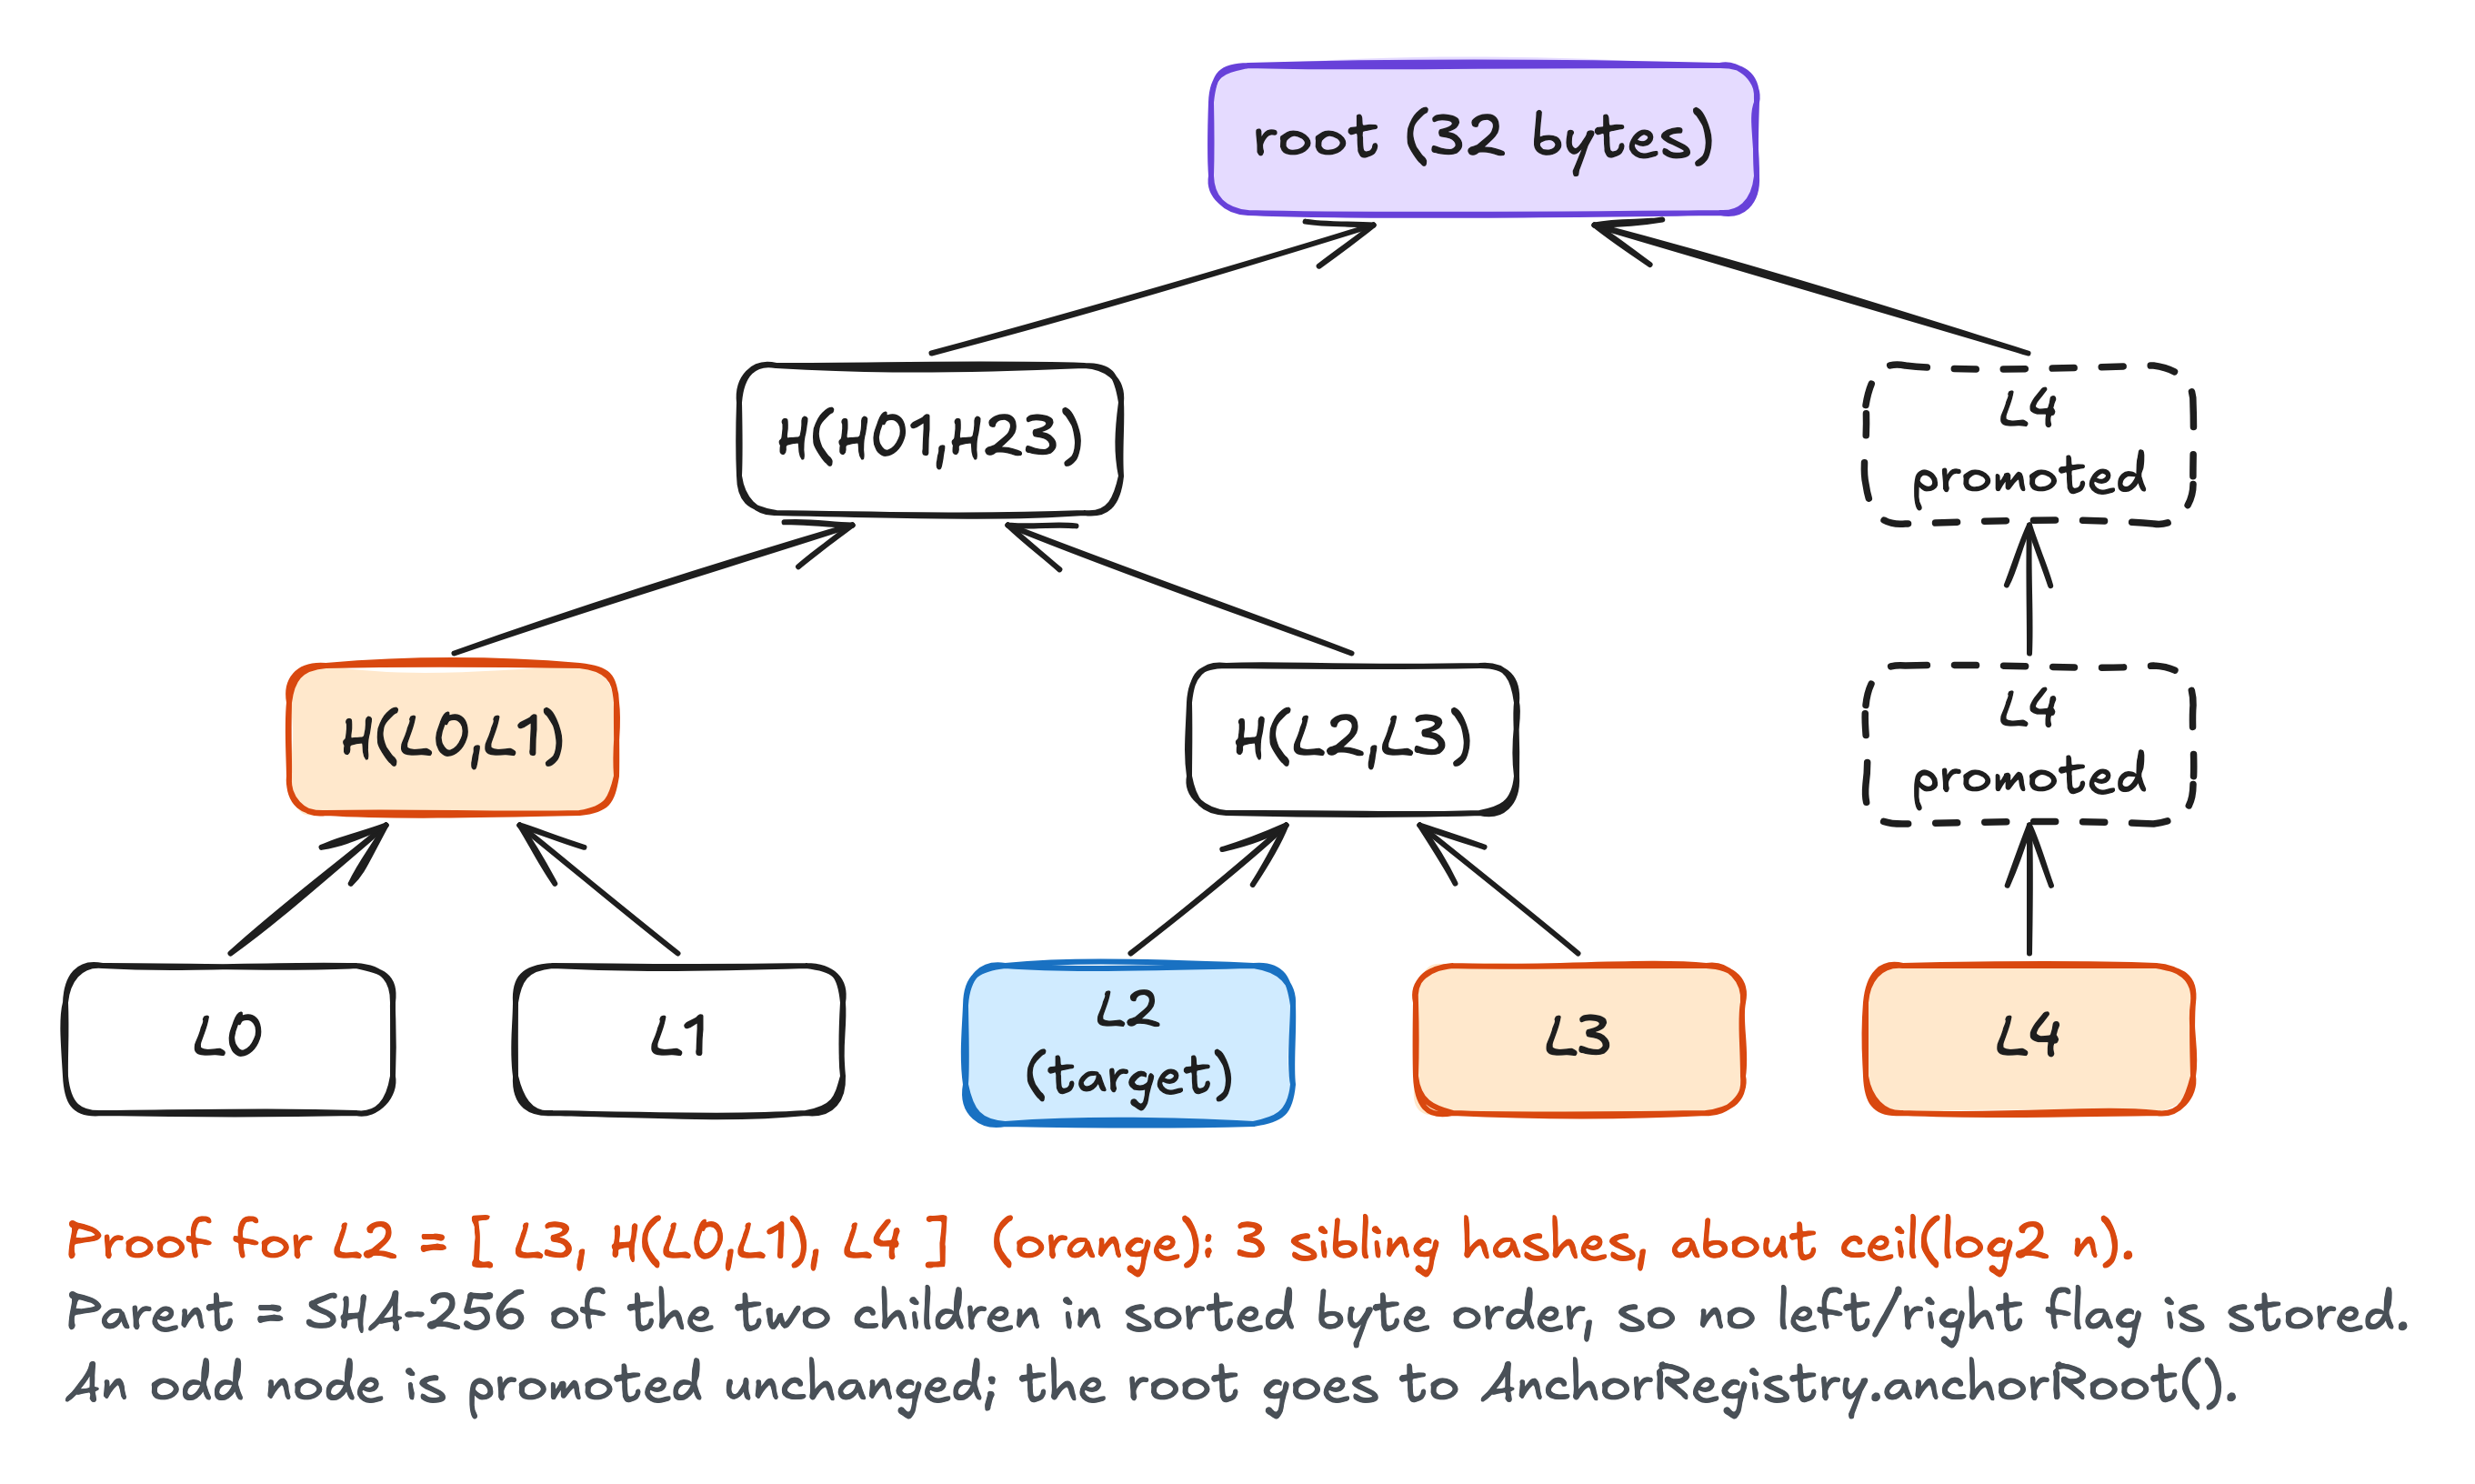 root (32 bytes)
H(H01,H23)
L4
promoted
H(L0,L1)
H(L2,L3)
L4
promoted
L0
L1
L2
(target)
L3
L4
Proof for L2 = [ L3, H(L0,L1), L4 ] (orange): 3 sibling hashes, about ceil(log2 n).
Parent = SHA-256 of the two children in sorted byte order, so no left/right flag is stored.
An odd node is promoted unchanged; the root goes to AnchorRegistry.anchorRoot().